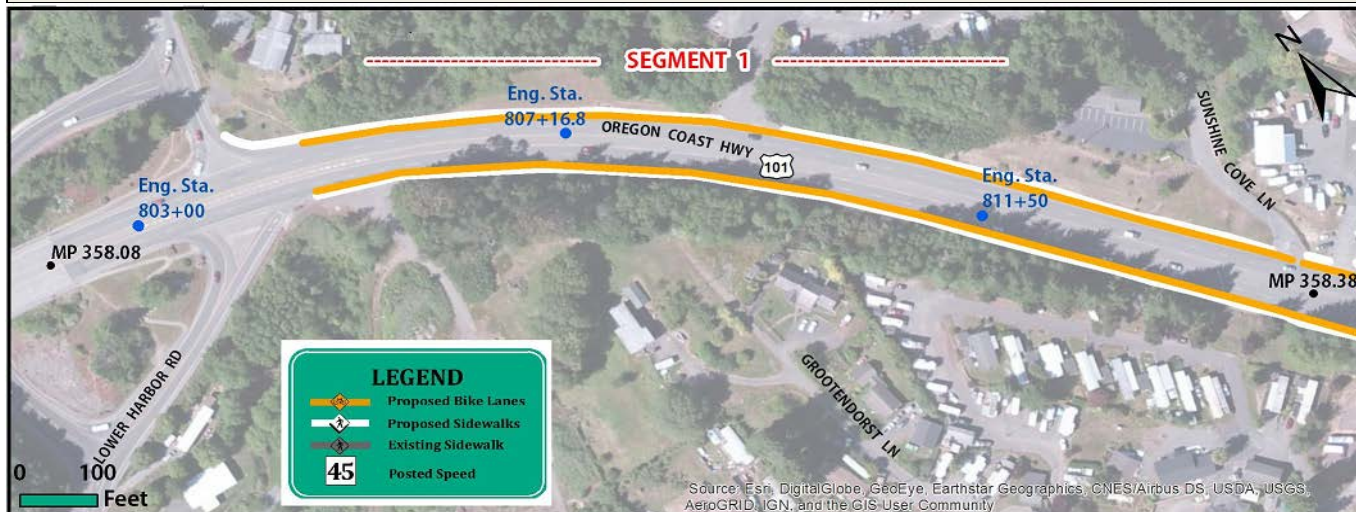 SEGMENT 1
N
Eng. Sta.
807+16.8
OREGON COAST HWY
101
SUNSHINE COVE LN
Eng. Sta.
803+00
Eng. Sta.
811+50
MP 358.08
MP 358.38
LOWER HARBOR RD
GROOTENDORST LN
LEGEND
Proposed Bike Lanes
Proposed Sidewalks
Existing Sidewalk
45 Posted Speed
0 100
Feet
Source: Esri, DigitalGlobe, GeoEye, Earthstar Geographics, CNES/Airbus DS, USDA, USGS,
AeroGRID, IGN, and the GIS User Community